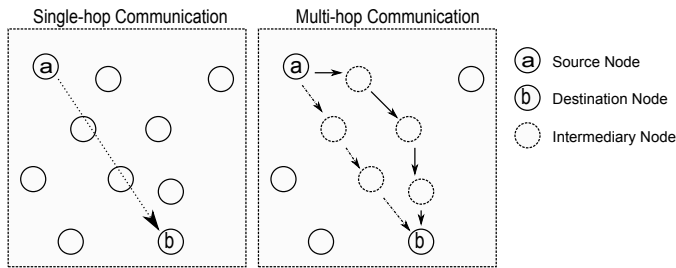 Single-hop Communication
Multi-hop Communication
a
b
a
b
a Source Node
b Destination Node
Intermediary Node